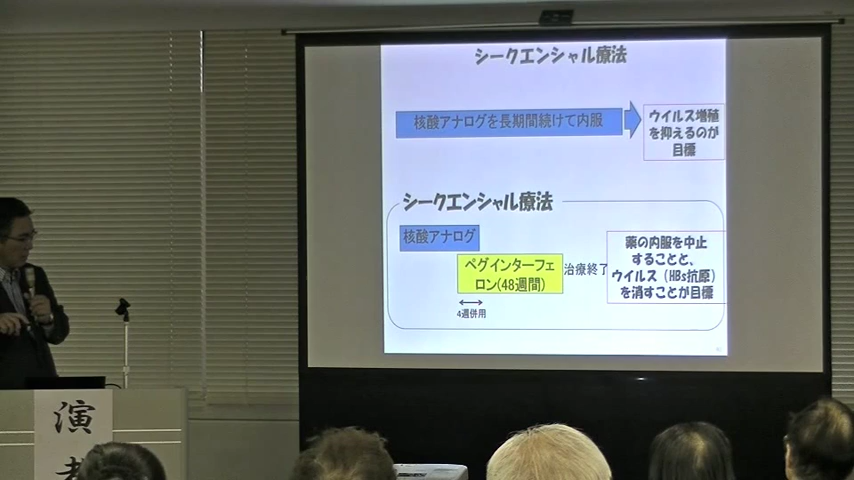 シークエンシャル療法
核酸アナログを長期間続けて内服
ウイルス増殖
を抑えるのが
目標
シークエンシャル療法
核酸アナログ
ペグインターフェ
ロン(48週間)
治療終了
4週併用
薬の内服を中止
することと、
ウイルス（HBs抗原）
を消すことが目標
演